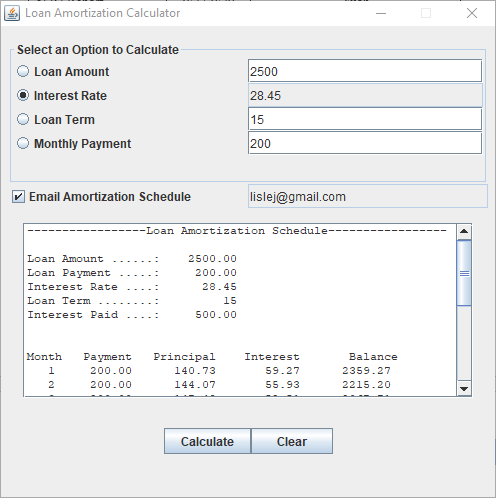 Loan Amortization Calculator
Select an Option to Calculate
Loan Amount 2500
Interest Rate 28.45
Loan Term 15
Monthly Payment 200
Email Amortization Schedule lislej@gmail.com
-----------------Loan Amortization Schedule-----------------
Loan Amount ......: 2500.00
Loan Payment .....: 200.00
Interest Rate ....: 28.45
Loan Term ........: 15
Interest Paid ....: 500.00
Month Payment Principal Interest Balance
1 200.00 140.73 59.27 2359.27
2 200.00 144.07 55.93 2215.20
Calculate Clear